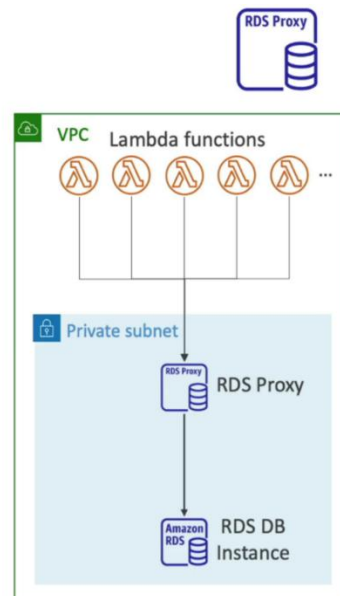 RDS Proxy
VPC
Lambda functions
...
Private subnet
RDS Proxy
RDS Proxy
Amazon
RDS
RDS DB
Instance